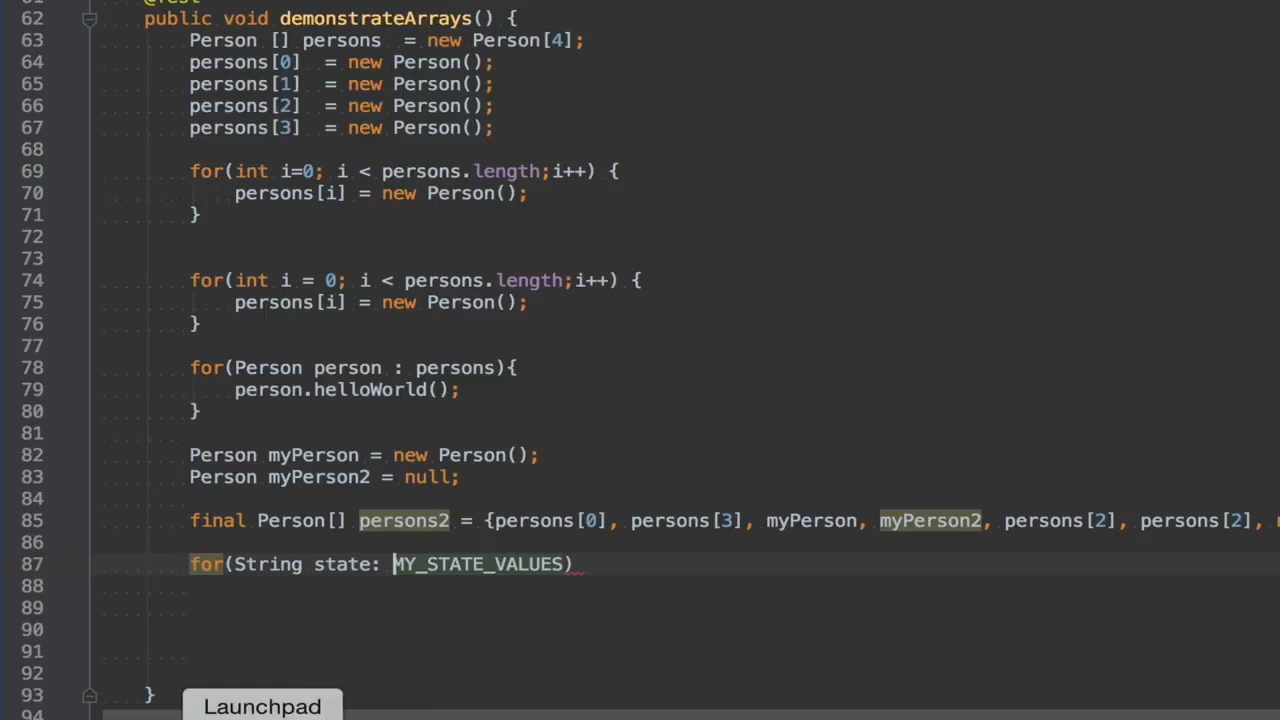 @Test
62 public void demonstrateArrays() {
63 Person [] persons = new Person[4];
64 persons[0] = new Person();
65 persons[1] = new Person();
66 persons[2] = new Person();
67 persons[3] = new Person();
68
69 for(int i=0; i < persons.length;i++) {
70 persons[i] = new Person();
71 }
72
73
74 for(int i = 0; i < persons.length;i++) {
75 persons[i] = new Person();
76 }
77
78 for(Person person : persons){
79 person.helloWorld();
80 }
81
82 Person myPerson = new Person();
83 Person myPerson2 = null;
84
85 final Person[] persons2 = {persons[0], persons[3], myPerson, myPerson2, persons[2], persons[2],
86
87 for(String state: MY_STATE_VALUES)
88
89
90
91
92
93 }
94
Launchpad